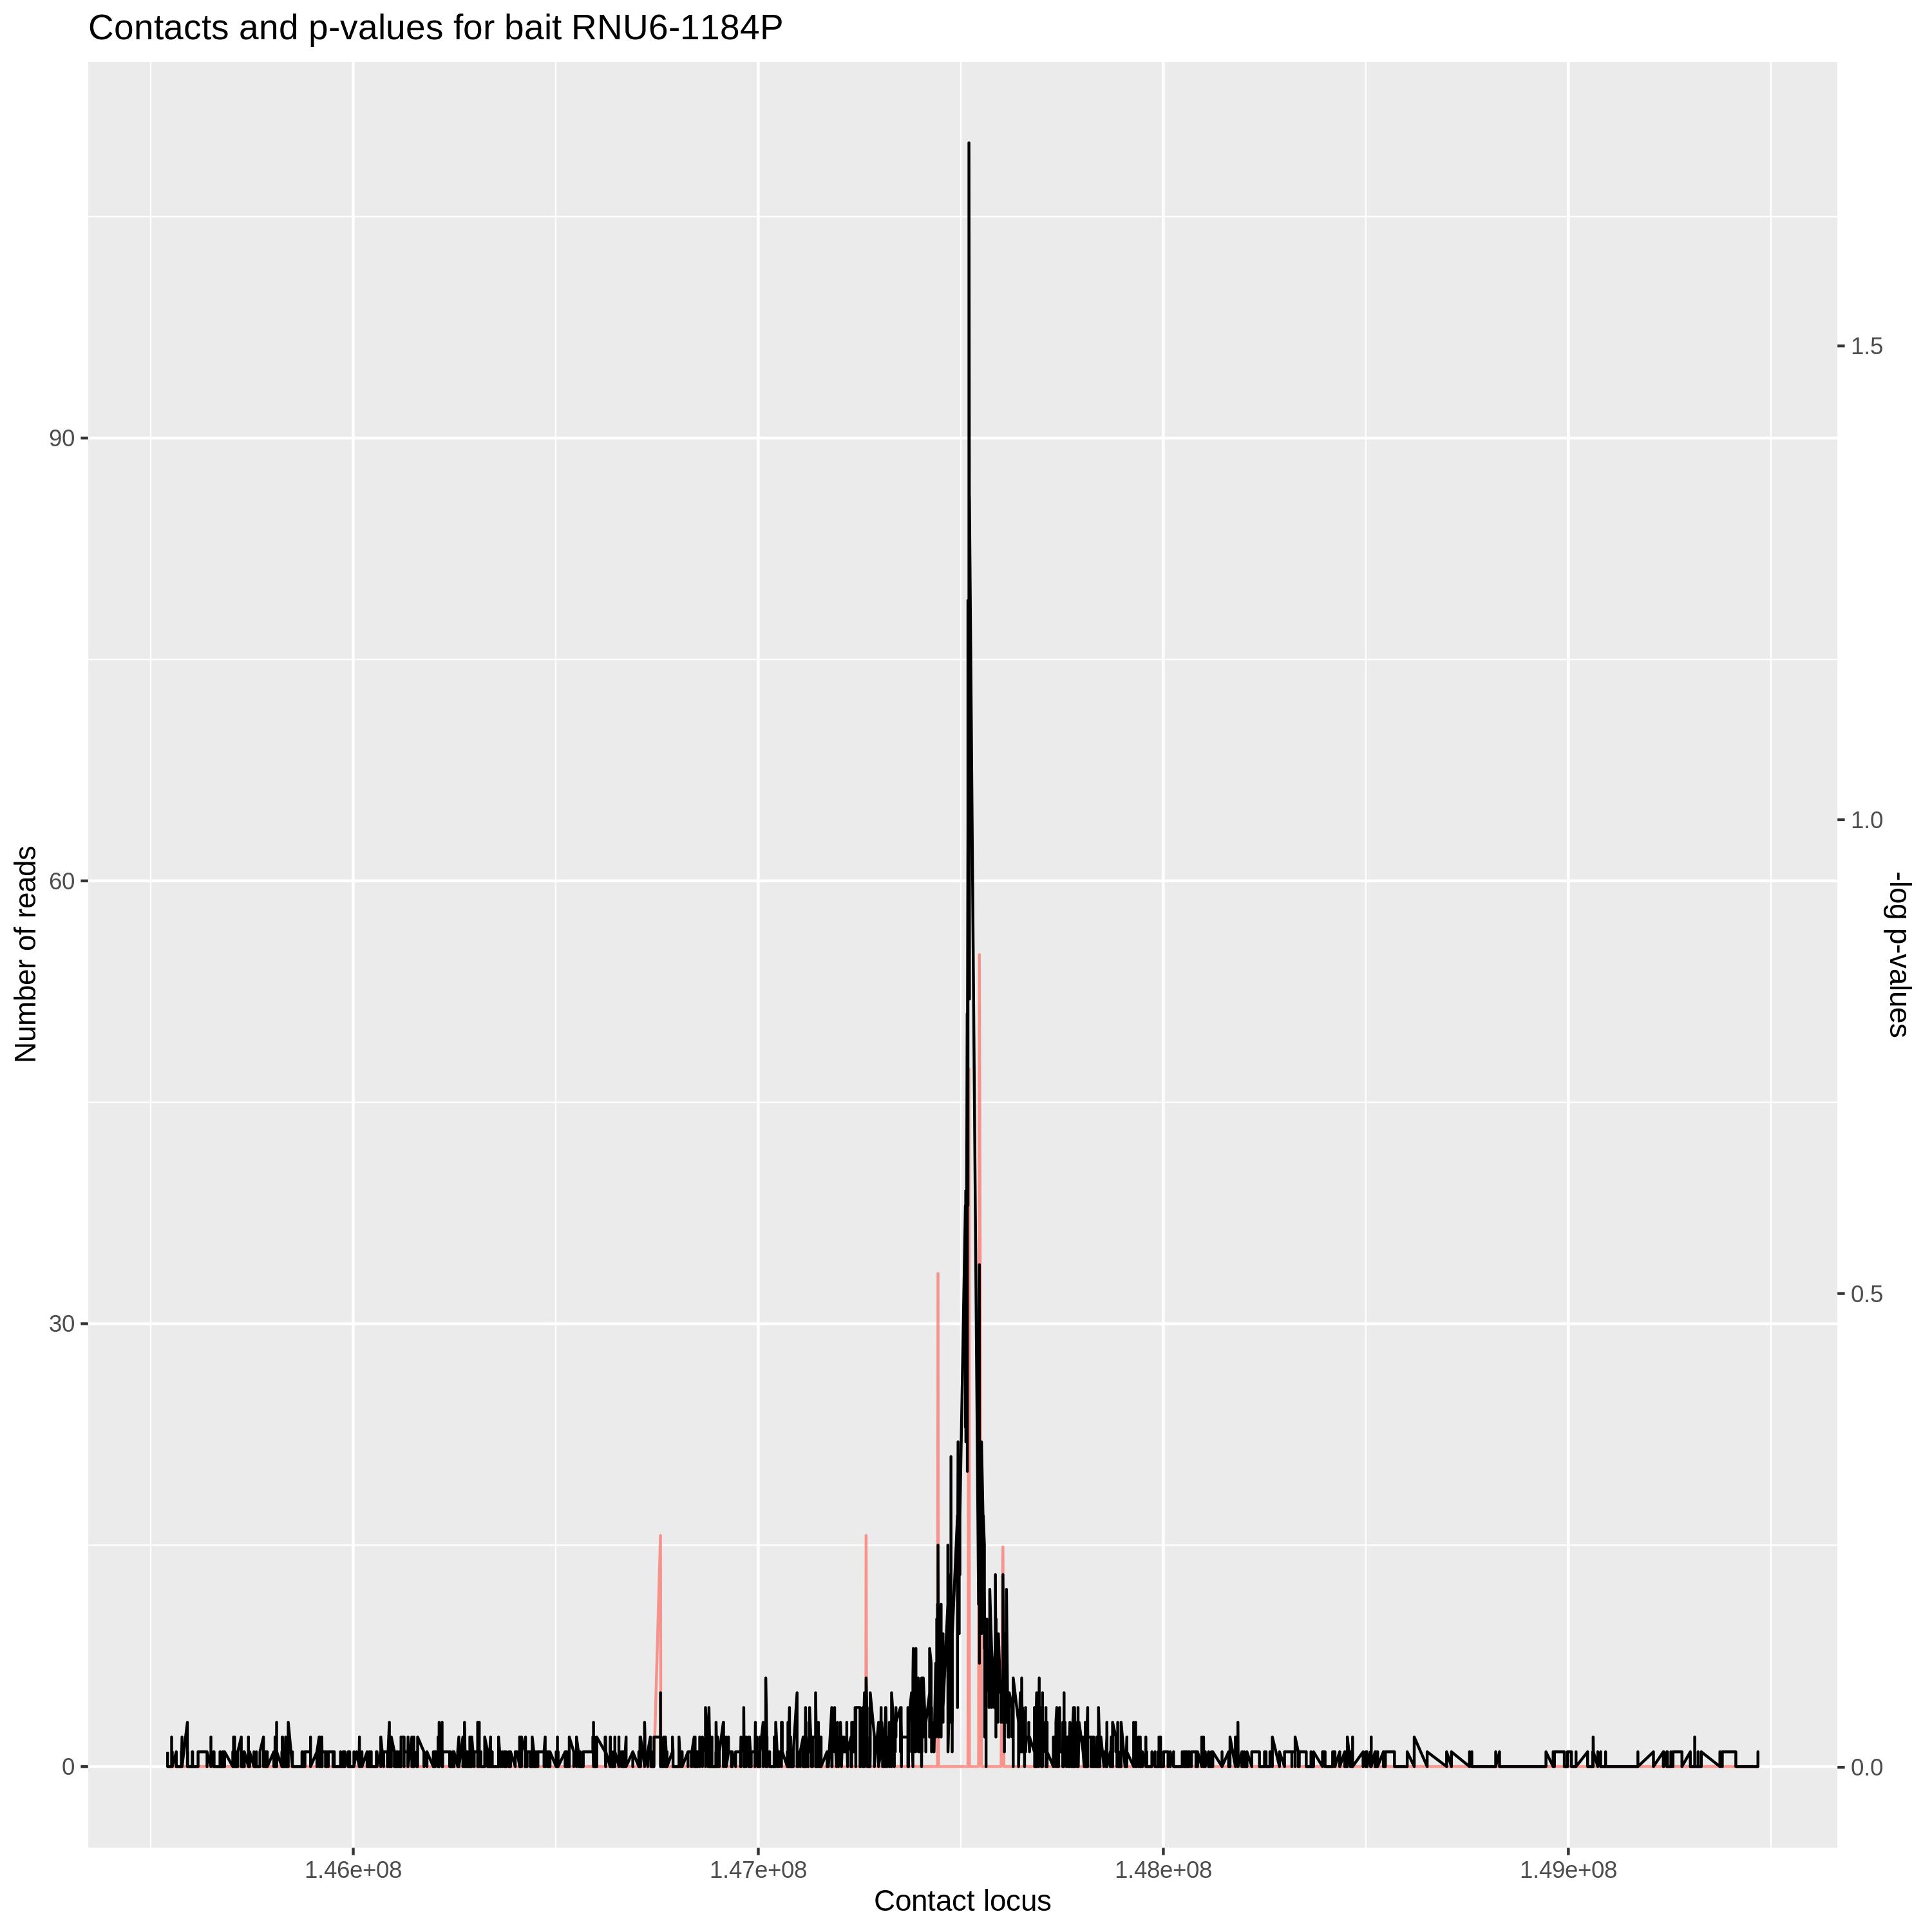 Contacts and p-values for bait RNU6-1184P
Number of reads
90
60
30
0
1.5
1.0
0.5
0.0
-log p-values
1.46e+08
1.47e+08
1.48e+08
1.49e+08
Contact locus